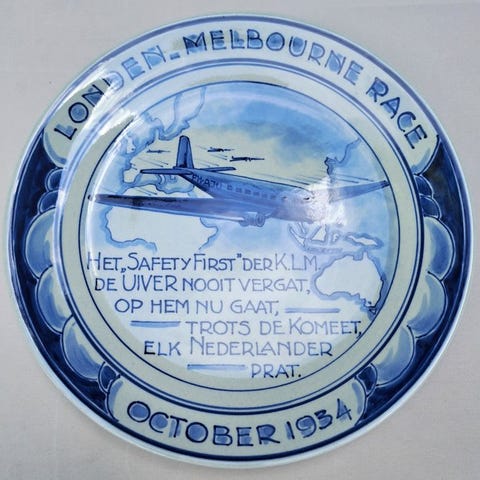 LONDEN-MELBOURNE RACE
HET „SAFETY FIRST" DER K.L.M.
DE UIVER NOOIT VERGAT,
OP HEM NU GAAT,
TROTS DE KOMEET,
ELK NEDERLANDER
PRAT.
OCTOBER 1934